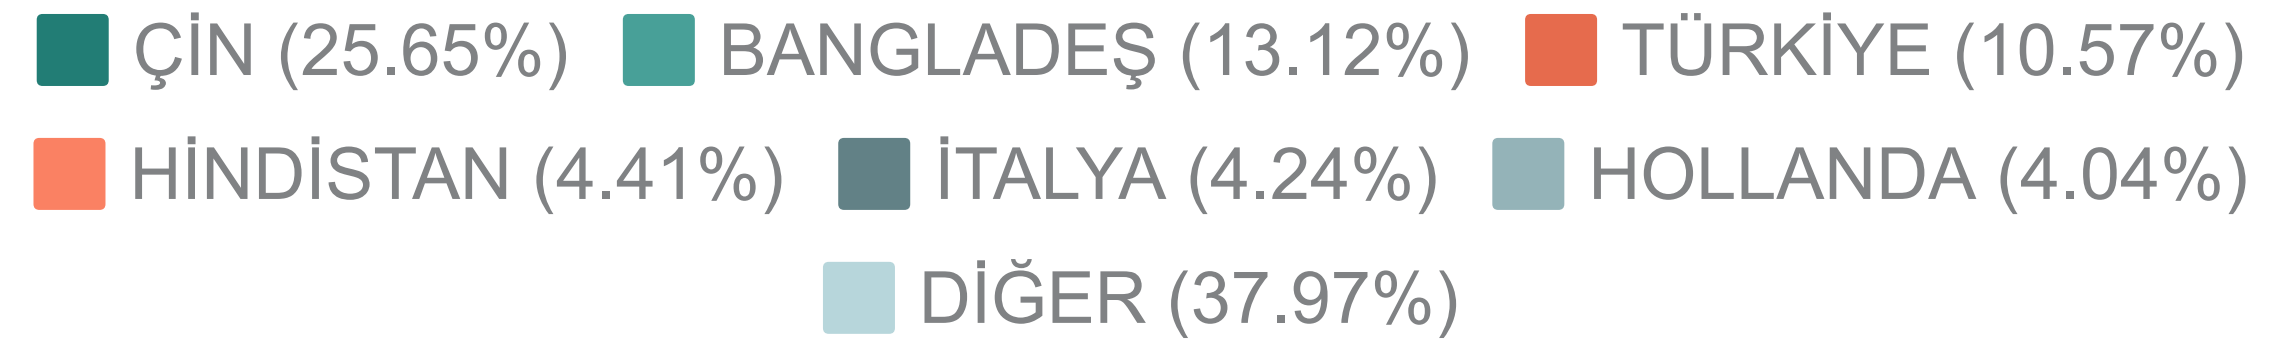 ÇİN (25.65%) BANGLADEŞ (13.12%) TÜRKİYE (10.57%)
HİNDİSTAN (4.41%) İTALYA (4.24%) HOLLANDA (4.04%)
DİĞER (37.97%)